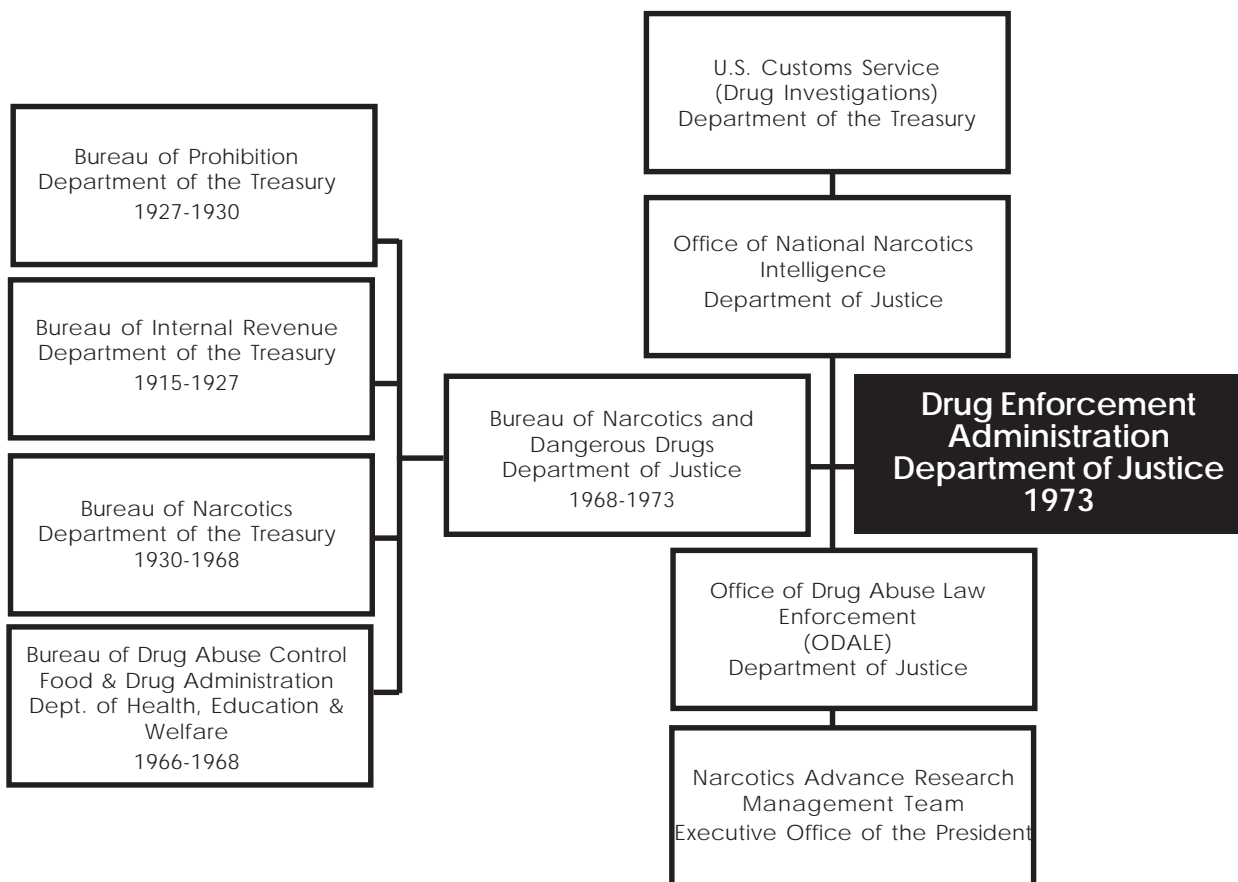 Bureau of Prohibition
Department of the Treasury
1927-1930
Bureau of Internal Revenue
Department of the Treasury
1915-1927
Bureau of Narcotics
Department of the Treasury
1930-1968
Bureau of Drug Abuse Control
Food & Drug Administration
Dept. of Health, Education &
Welfare
1966-1968
Bureau of Narcotics and
Dangerous Drugs
Department of Justice
1968-1973
U.S. Customs Service
(Drug Investigations)
Department of the Treasury
Office of National Narcotics
Intelligence
Department of Justice
Drug Enforcement
Administration
Department of Justice
1973
Office of Drug Abuse Law
Enforcement
(ODALE)
Department of Justice
Narcotics Advance Research
Management Team
Executive Office of the President